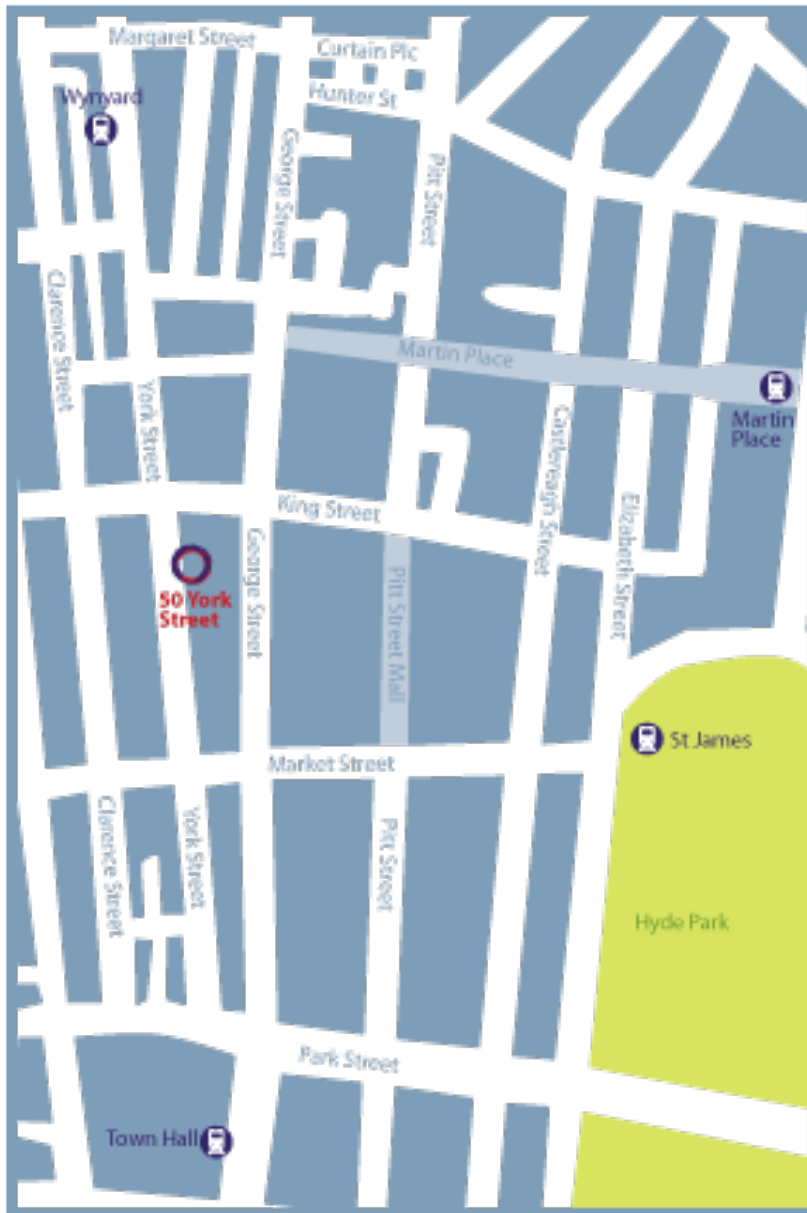 Margaret Street
Curtain Plc
Wynyard
Hunter St
George Street
Pitt Street
Clarence Street
Martin Place
York Street
Martin
Place
Castlereagh Street
King Street
Elizabeth Street
George Street
50 York
Street
Pitt Street Mall
St James
Market Street
Clarence Street
York Street
Pitt Street
Hyde Park
Park Street
Town Hall